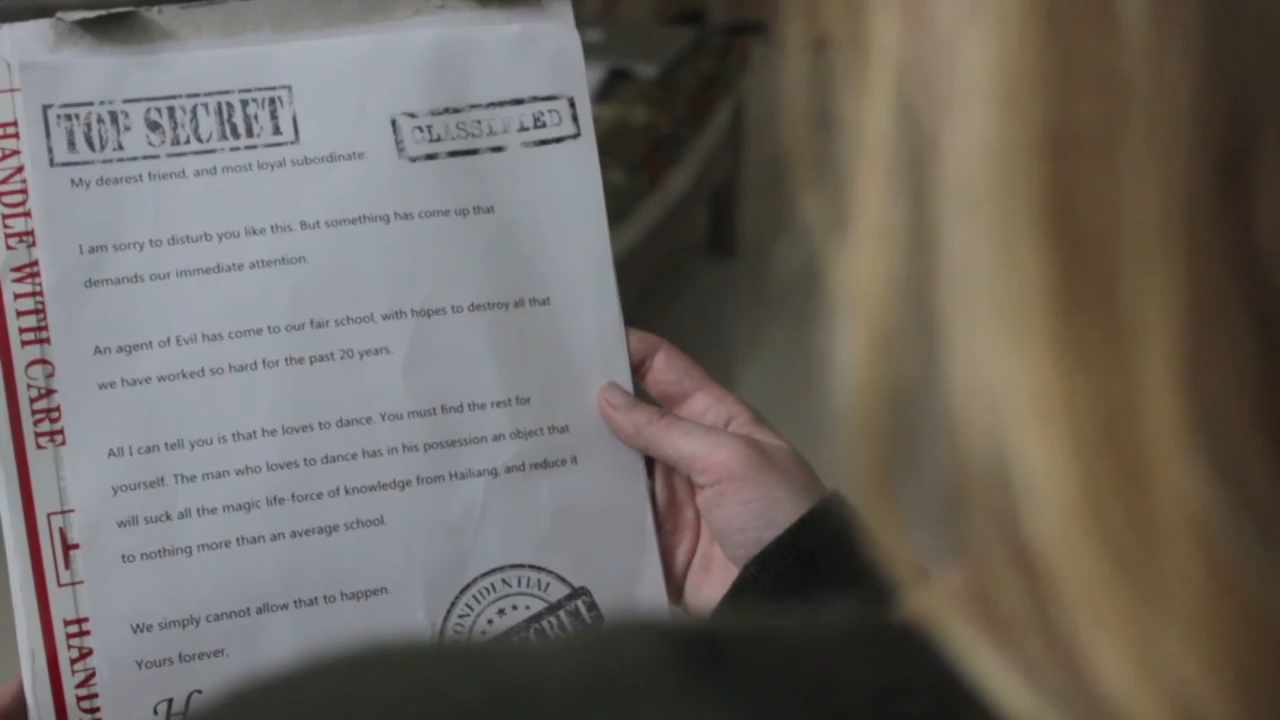 TOP SECRET
CLASSIFIED
My dearest friend, and most loyal subordinate:
I am sorry to disturb you like this. But something has come up that
demands our immediate attention.
An agent of Evil has come to our fair school, with hopes to destroy all that
we have worked so hard for the past 20 years.
All I can tell you is that he loves to dance. You must find the rest for
yourself. The man who loves to dance has in his possession an object that
will suck all the magic life-force of knowledge from Hailiang, and reduce it
to nothing more than an average school.
We simply cannot allow that to happen.
Yours forever,
H
HANDLE WITH CARE